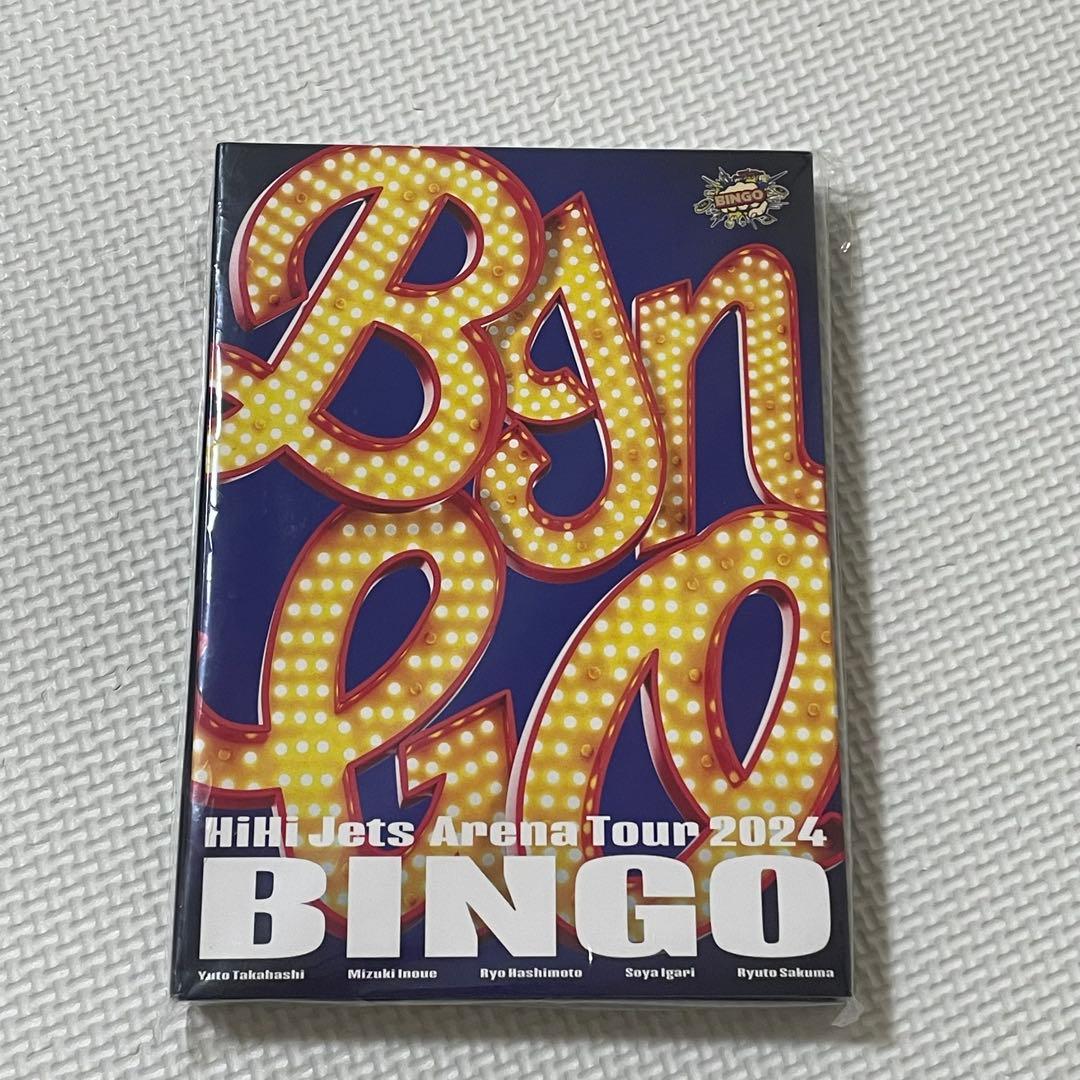 BINGO
HiHi Jets Arena Tour 2024
BINGO
Yuto Takahashi Mizuki Inoue Ryo Hashimoto Soya Igari Ryuto Sakuma